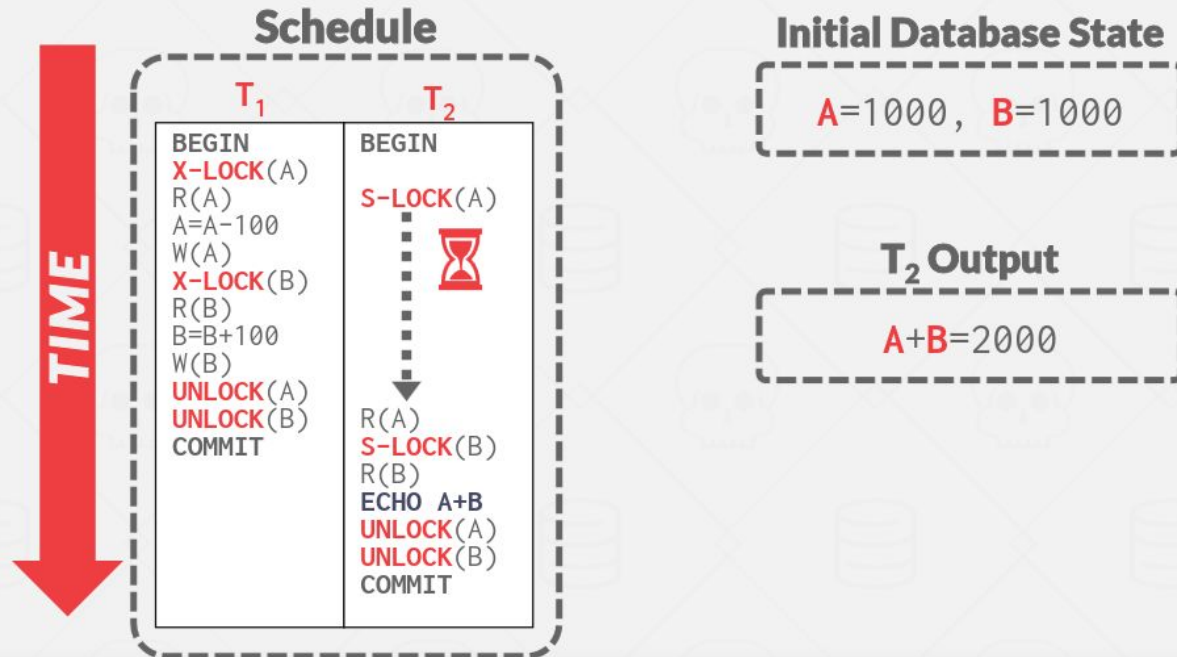 Schedule
TIME
T1
BEGIN
X-LOCK(A)
R(A)
A=A-100
W(A)
X-LOCK(B)
R(B)
B=B+100
W(B)
UNLOCK(A)
UNLOCK(B)
COMMIT
T2
BEGIN
S-LOCK(A)
R(A)
S-LOCK(B)
R(B)
ECHO A+B
UNLOCK(A)
UNLOCK(B)
COMMIT
Initial Database State
A=1000, B=1000
T2 Output
A+B=2000